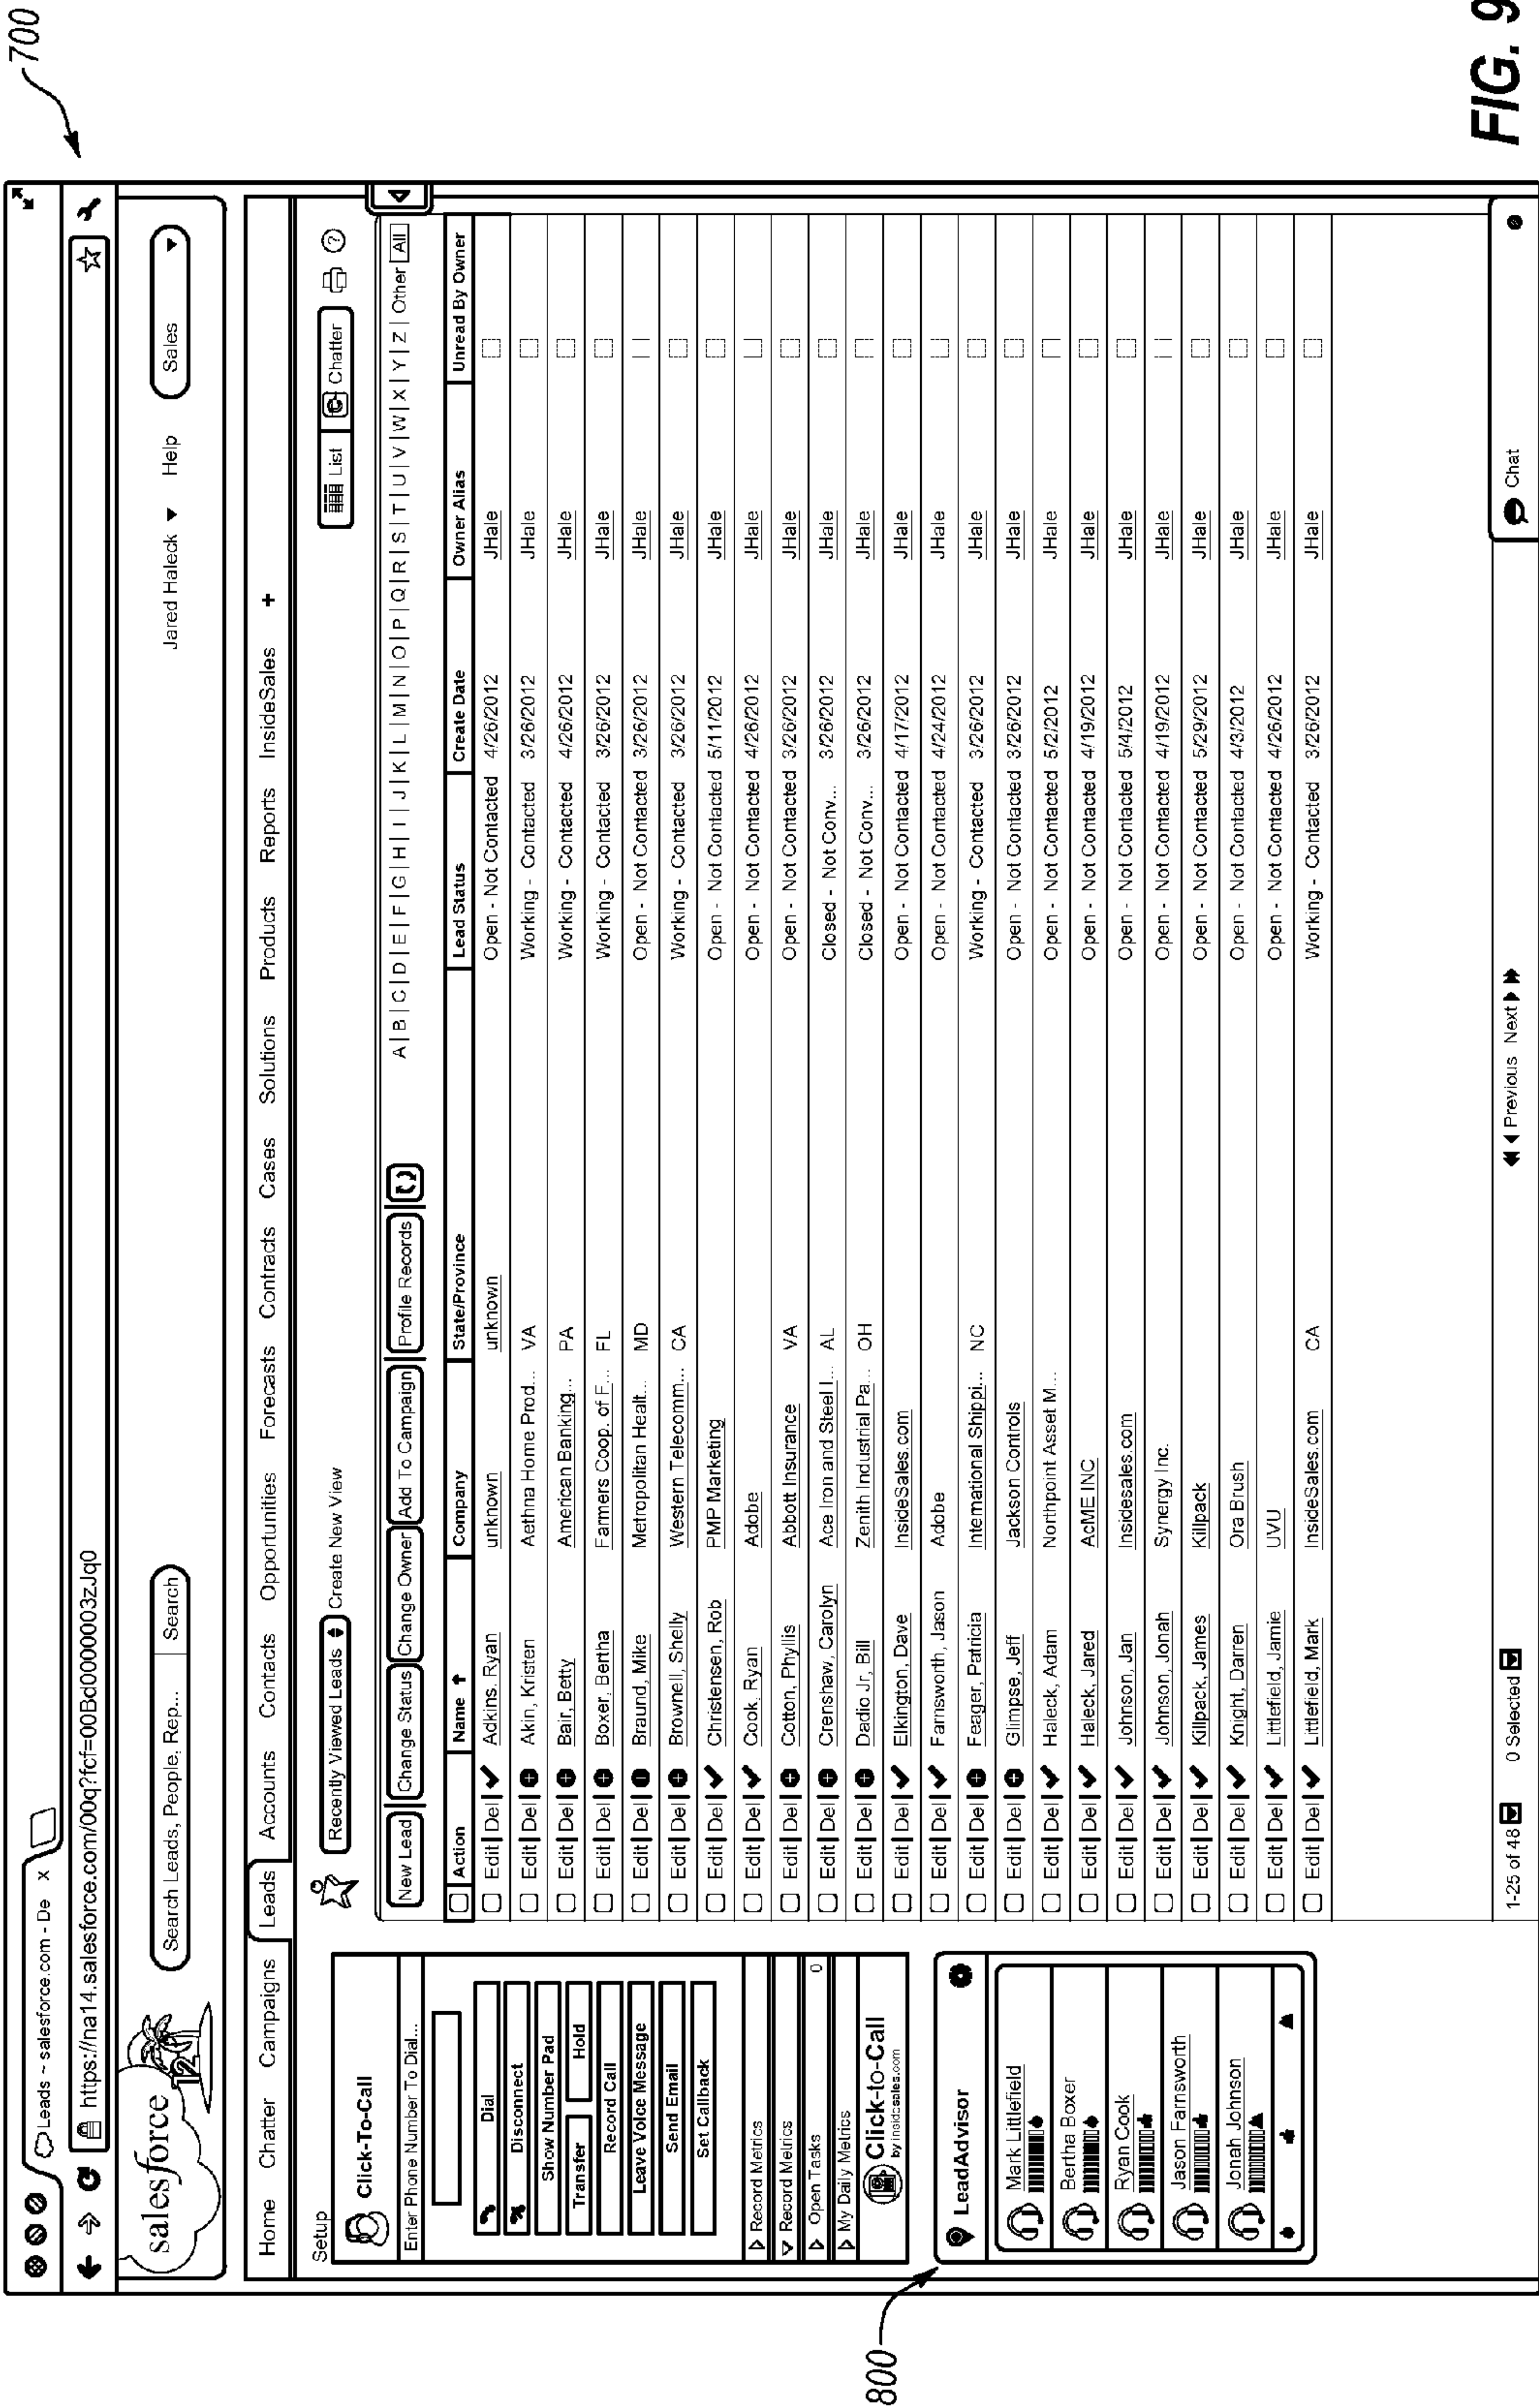 700
Leads ~ salesforce.com - De x
https://na14.salesforce.com/00q?fcf=00Bd0000003zJq0
salesforce
12
Search Leads, People, Rep... Search
Jared Haleck Help Sales
Home Chatter Campaigns Leads Accounts Contacts Opportunities Forecasts Contracts Cases Solutions Products Reports InsideSales +
Setup
Click-To-Call
Enter Phone Number To Dial...
Dial
Disconnect
Show Number Pad
Transfer Hold
Record Call
Leave Voice Message
Send Email
Set Callback
Record Metrics
Record Metrics
Open Tasks 0
My Daily Metrics
Click-to-Call
by insidesales.com
800
LeadAdvisor
Mark Littlefield
Bertha Boxer
Ryan Cook
Jason Farnsworth
Jonah Johnson
Recently Viewed Leads Create New View
List Chatter ?
New Lead Change Status Change Owner Add To Campaign Profile Records
A | B | C | D | E | F | G | H | I | J | K | L | M | N | O | P | Q | R | S | T | U | V | W | X | Y | Z | Other All
Action Name Company State/Province Lead Status Create Date Owner Alias Unread By Owner
Edit | Del Adkins, Ryan unknown unknown Open - Not Contacted 4/26/2012 JHale
Edit | Del Akin, Kristen Aethna Home Prod... VA Working - Contacted 3/26/2012 JHale
Edit | Del Bair, Betty American Banking... PA Working - Contacted 4/26/2012 JHale
Edit | Del Boxer, Bertha Farmers Coop. of F... FL Working - Contacted 3/26/2012 JHale
Edit | Del Braund, Mike Metropolitan Healt... MD Open - Not Contacted 3/26/2012 JHale
Edit | Del Brownell, Shelly Western Telecomm... CA Working - Contacted 3/26/2012 JHale
Edit | Del Christensen, Rob PMP Marketing Open - Not Contacted 5/11/2012 JHale
Edit | Del Cook, Ryan Adobe Open - Not Contacted 4/26/2012 JHale
Edit | Del Cotton, Phyllis Abbott Insurance VA Open - Not Contacted 3/26/2012 JHale
Edit | Del Crenshaw, Carolyn Ace Iron and Steel I... AL Closed - Not Conv... 3/26/2012 JHale
Edit | Del Dadio Jr, Bill Zenith Industrial Pa... OH Closed - Not Conv... 3/26/2012 JHale
Edit | Del Elkington, Dave InsideSales.com Open - Not Contacted 4/17/2012 JHale
Edit | Del Farnsworth, Jason Adobe Open - Not Contacted 4/24/2012 JHale
Edit | Del Feager, Patricia International Shippi... NC Working - Contacted 3/26/2012 JHale
Edit | Del Glimpse, Jeff Jackson Controls Open - Not Contacted 3/26/2012 JHale
Edit | Del Haleck, Adam Northpoint Asset M... Open - Not Contacted 5/2/2012 JHale
Edit | Del Haleck, Jared AcME INC Open - Not Contacted 4/19/2012 JHale
Edit | Del Johnson, Jan Insidesales.com Open - Not Contacted 5/4/2012 JHale
Edit | Del Johnson, Jonah Synergy Inc. Open - Not Contacted 4/19/2012 JHale
Edit | Del Killpack, James Killpack Open - Not Contacted 5/29/2012 JHale
Edit | Del Knight, Darren Ora Brush Open - Not Contacted 4/3/2012 JHale
Edit | Del Littlefield, Jamie UVU Open - Not Contacted 4/26/2012 JHale
Edit | Del Littlefield, Mark InsideSales.com CA Working - Contacted 3/26/2012 JHale
1-25 of 48 0 Selected Previous Next Chat
FIG. 9